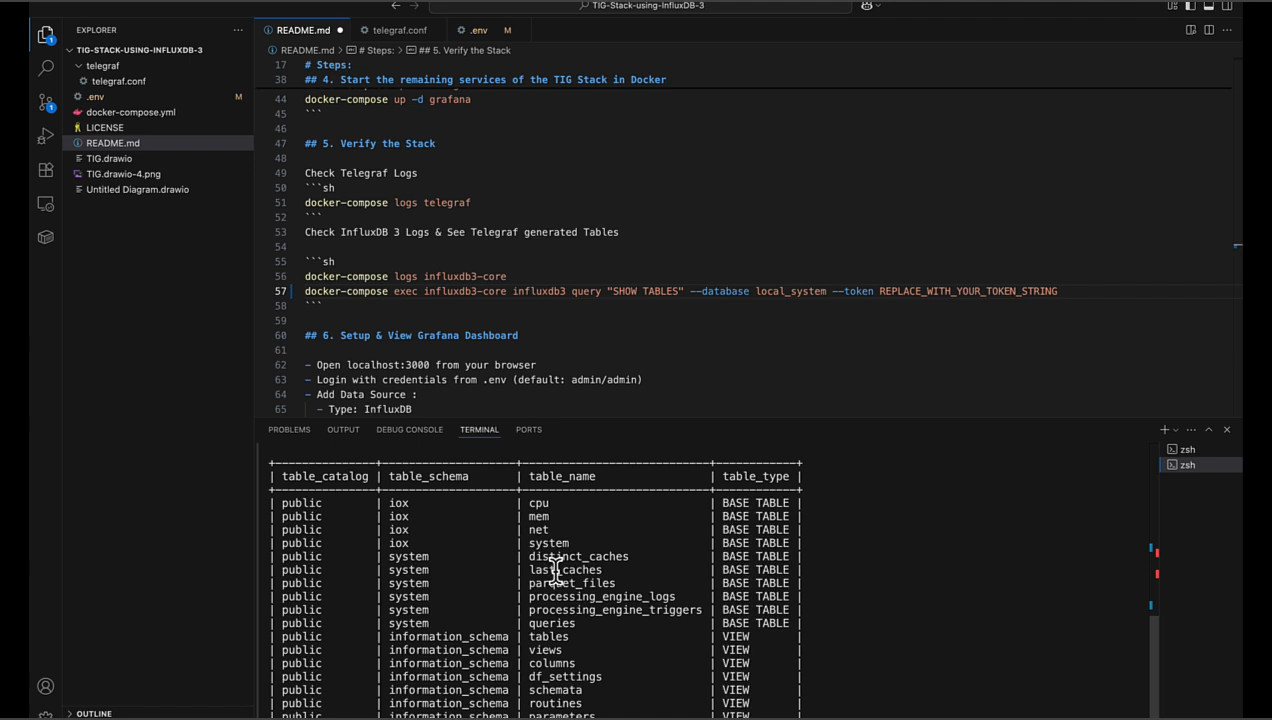 TIG-Stack-using-InfluxDB-3
EXPLORER
TIG-STACK-USING-INFLUXDB-3
telegraf
telegraf.conf
.env M
docker-compose.yml
LICENSE
README.md
TIG.drawio
TIG.drawio-4.png
Untitled Diagram.drawio
OUTLINE
README.md telegraf.conf .env M
README.md > # Steps: > ## 5. Verify the Stack
17 # Steps:
38 ## 4. Start the remaining services of the TIG Stack in Docker
44 docker-compose up -d grafana
45 ```
46
47 ## 5. Verify the Stack
48
49 Check Telegraf Logs
50 ```sh
51 docker-compose logs telegraf
52 ```
53 Check InfluxDB 3 Logs & See Telegraf generated Tables
54
55 ```sh
56 docker-compose logs influxdb3-core
57 docker-compose exec influxdb3-core influxdb3 query "SHOW TABLES" --database local_system --token REPLACE_WITH_YOUR_TOKEN_STRING
58 ```
59
60 ## 6. Setup & View Grafana Dashboard
61
62 - Open localhost:3000 from your browser
63 - Login with credentials from .env (default: admin/admin)
64 - Add Data Source :
65 - Type: InfluxDB
PROBLEMS OUTPUT DEBUG CONSOLE TERMINAL PORTS
zsh
zsh
+---------------+--------------------+----------------------------+------------+
| table_catalog | table_schema | table_name | table_type |
+---------------+--------------------+----------------------------+------------+
| public | iox | cpu | BASE TABLE |
| public | iox | mem | BASE TABLE |
| public | iox | net | BASE TABLE |
| public | iox | system | BASE TABLE |
| public | system | distinct_caches | BASE TABLE |
| public | system | last_caches | BASE TABLE |
| public | system | parquet_files | BASE TABLE |
| public | system | processing_engine_logs | BASE TABLE |
| public | system | processing_engine_triggers | BASE TABLE |
| public | system | queries | BASE TABLE |
| public | information_schema | tables | VIEW |
| public | information_schema | views | VIEW |
| public | information_schema | columns | VIEW |
| public | information_schema | df_settings | VIEW |
| public | information_schema | schemata | VIEW |
| public | information_schema | routines | VIEW |
| public | information_schema | parameters | VIEW |